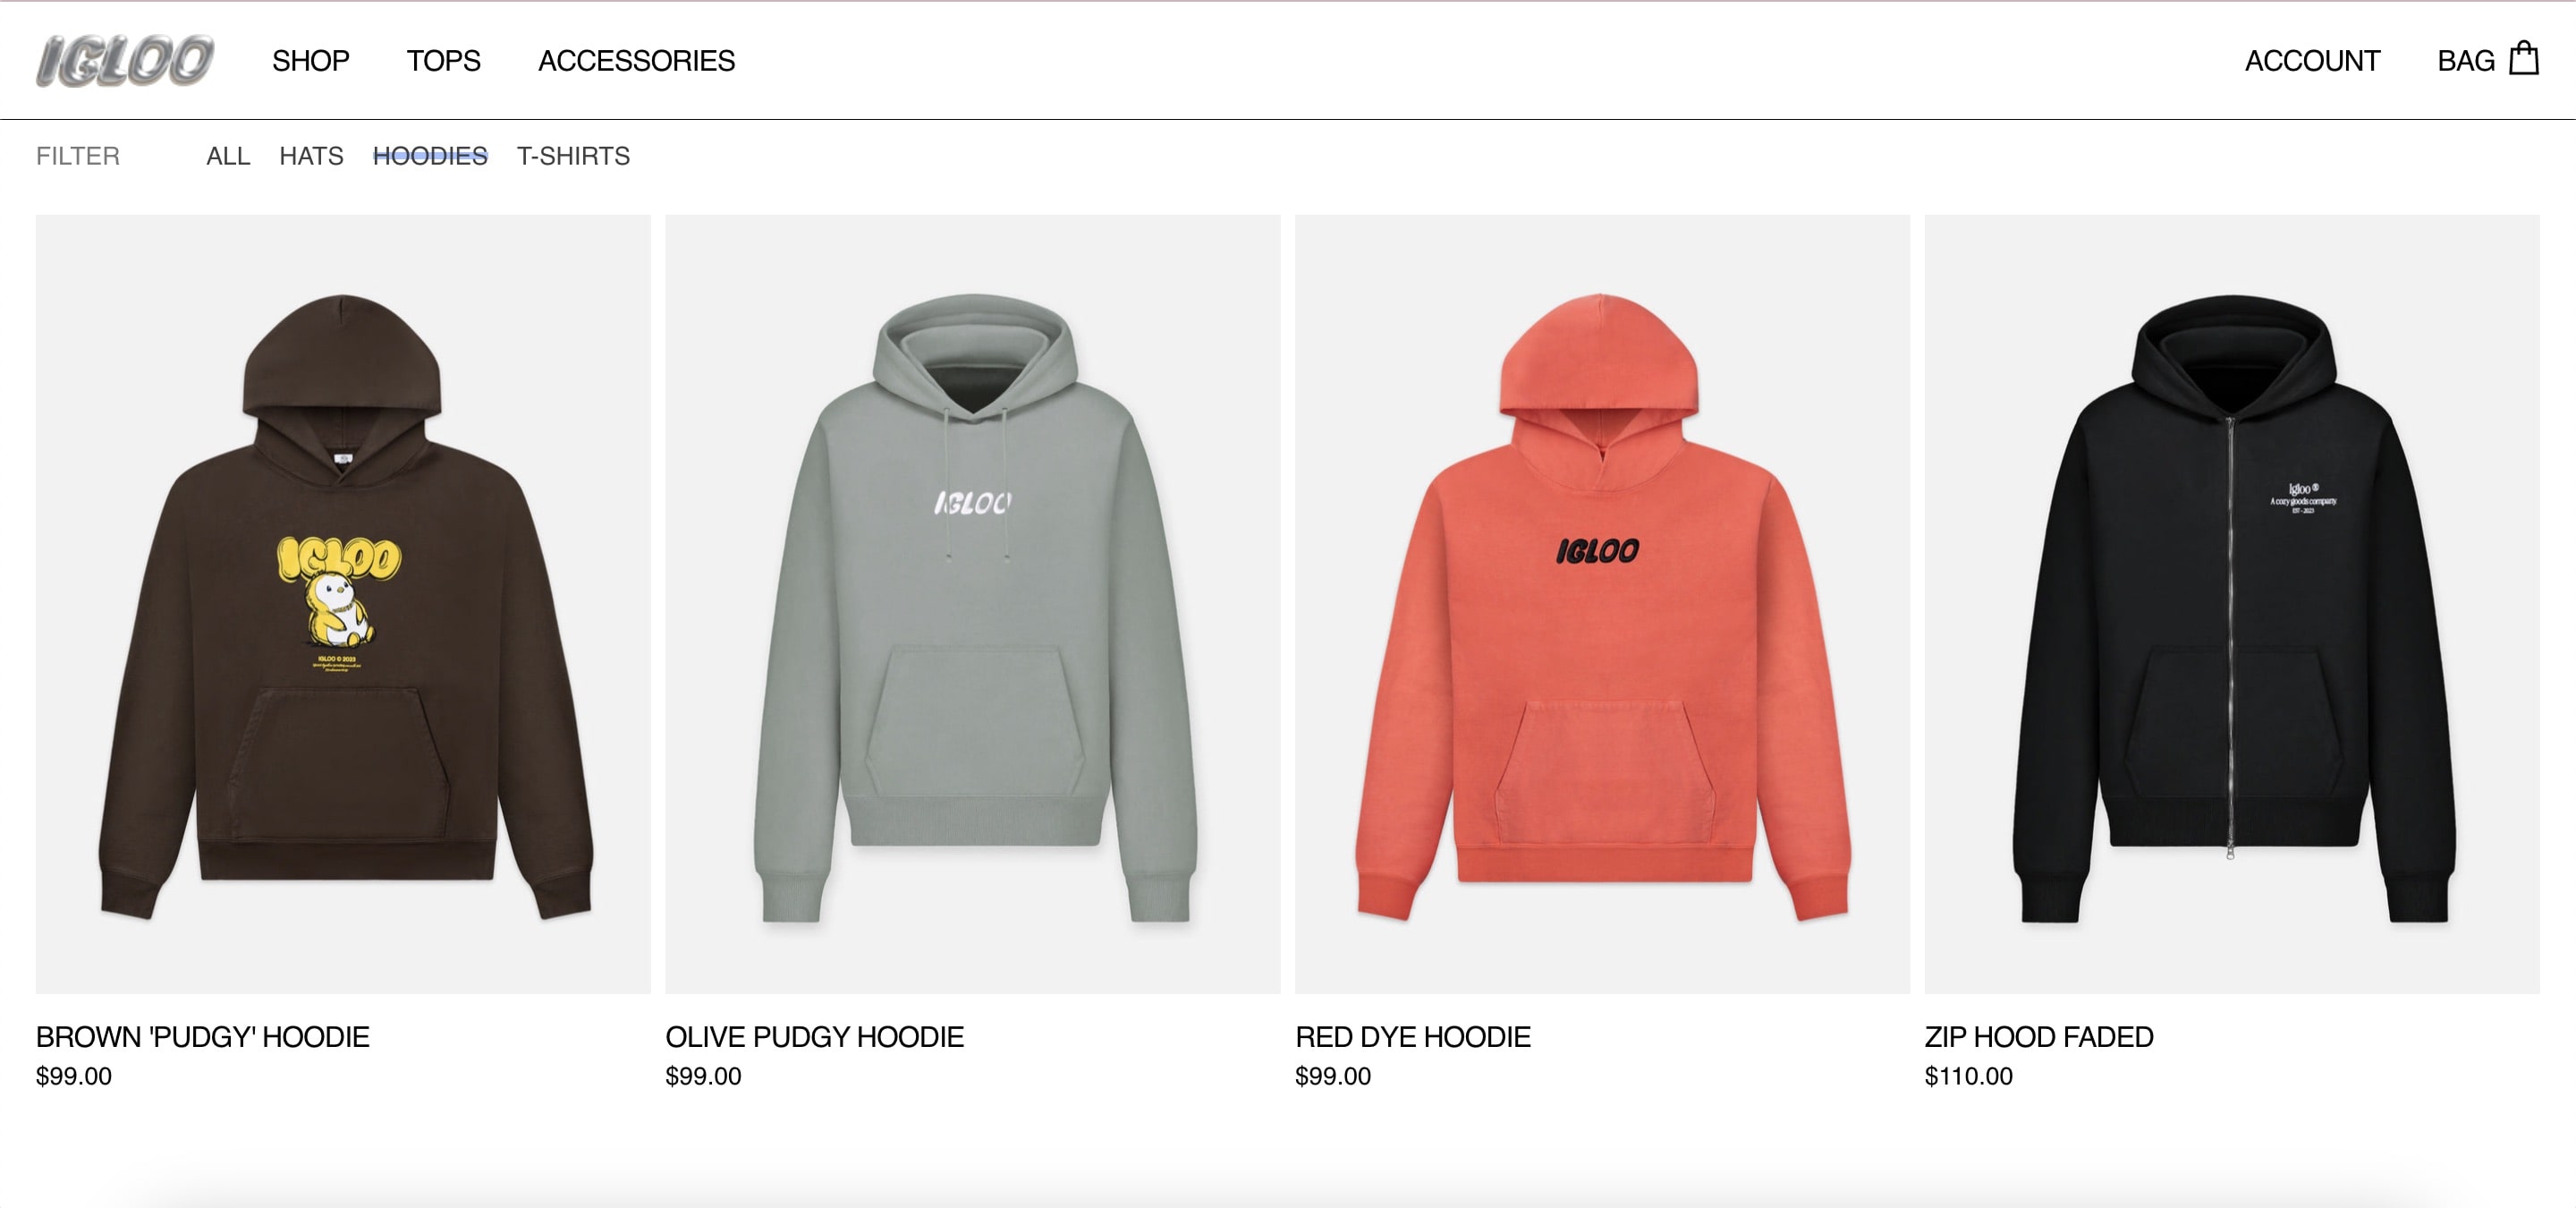 IGLOO SHOP TOPS ACCESSORIES ACCOUNT BAG
FILTER ALL HATS HOODIES T-SHIRTS
IGLOO
IGLOO © 2023
IGLOO
IGLOO
Igloo ®
A cozy goods company
EST - 2023
BROWN 'PUDGY' HOODIE
$99.00
OLIVE PUDGY HOODIE
$99.00
RED DYE HOODIE
$99.00
ZIP HOOD FADED
$110.00